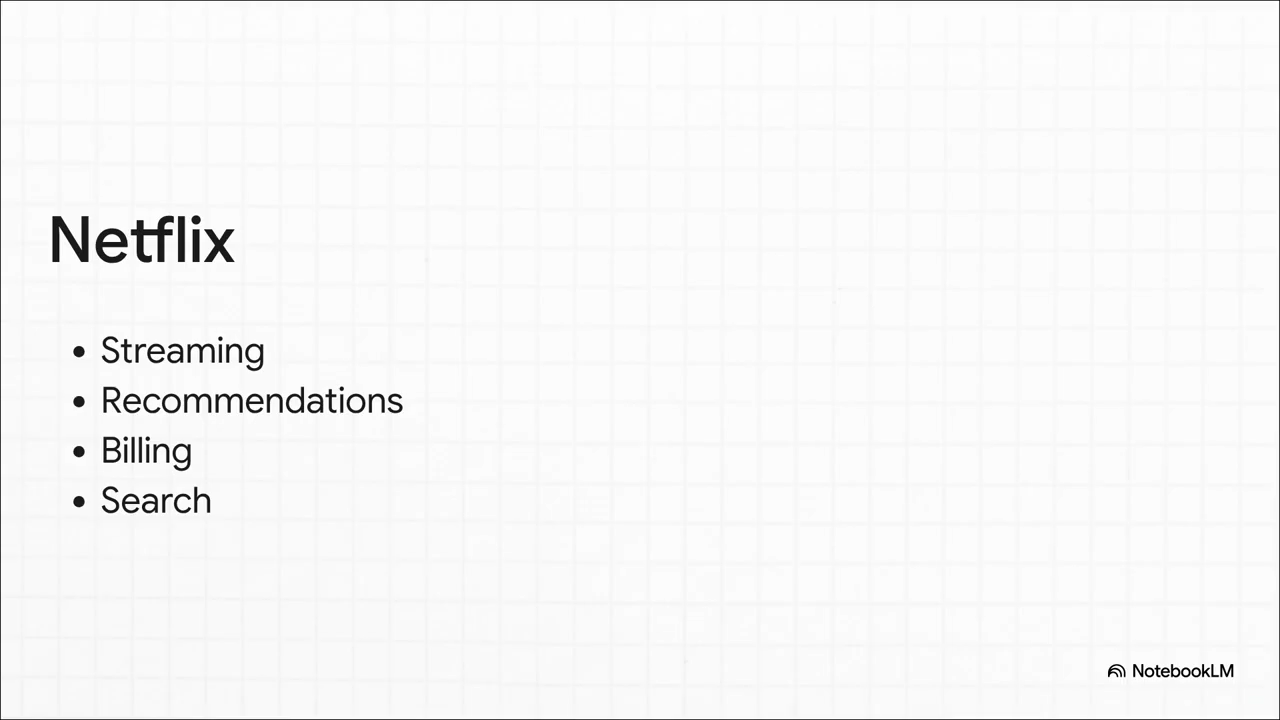 Netflix
• Streaming
• Recommendations
• Billing
• Search
NotebookLM